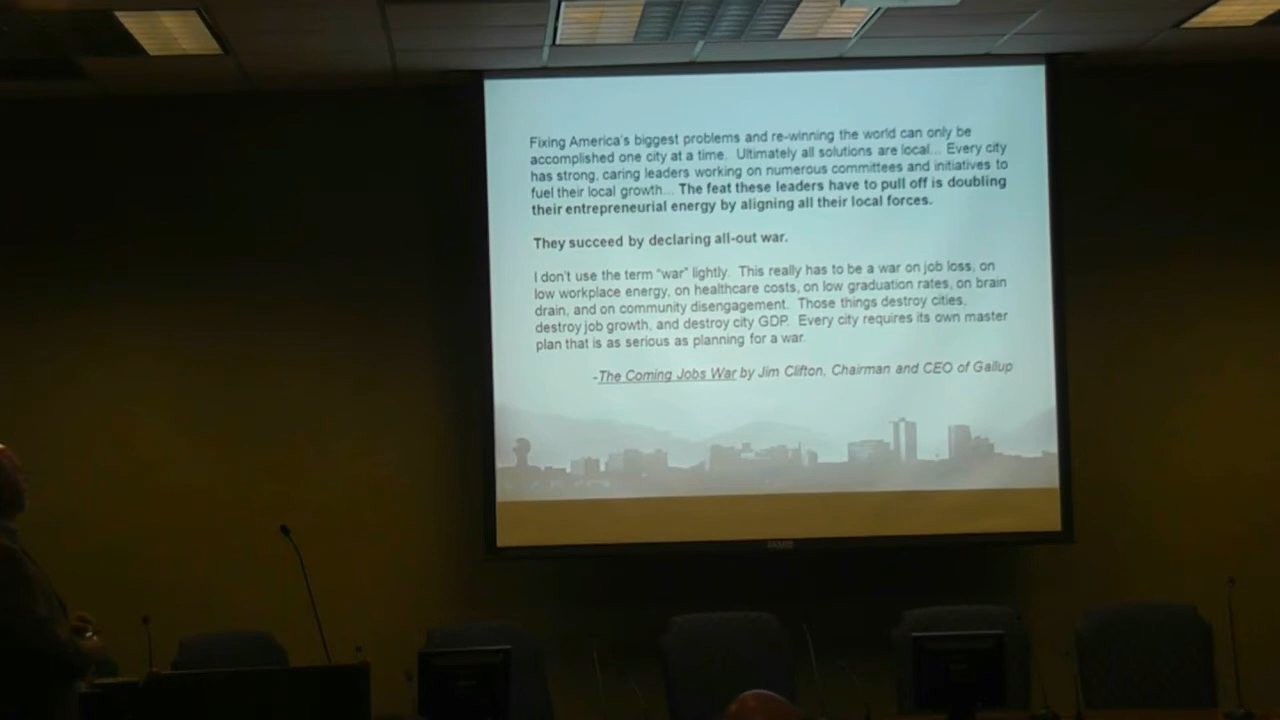 Fixing America's biggest problems and re-winning the world can only be
accomplished one city at a time. Ultimately all solutions are local... Every city
has strong, caring leaders working on numerous committees and initiatives to
fuel their local growth... The feat these leaders have to pull off is doubling
their entrepreneurial energy by aligning all their local forces.
They succeed by declaring all-out war.
I don't use the term "war" lightly. This really has to be a war on job loss, on
low workplace energy, on healthcare costs, on low graduation rates, on brain
drain, and on community disengagement. Those things destroy cities,
destroy job growth, and destroy city GDP. Every city requires its own master
plan that is as serious as planning for a war.
-The Coming Jobs War by Jim Clifton, Chairman and CEO of Gallup